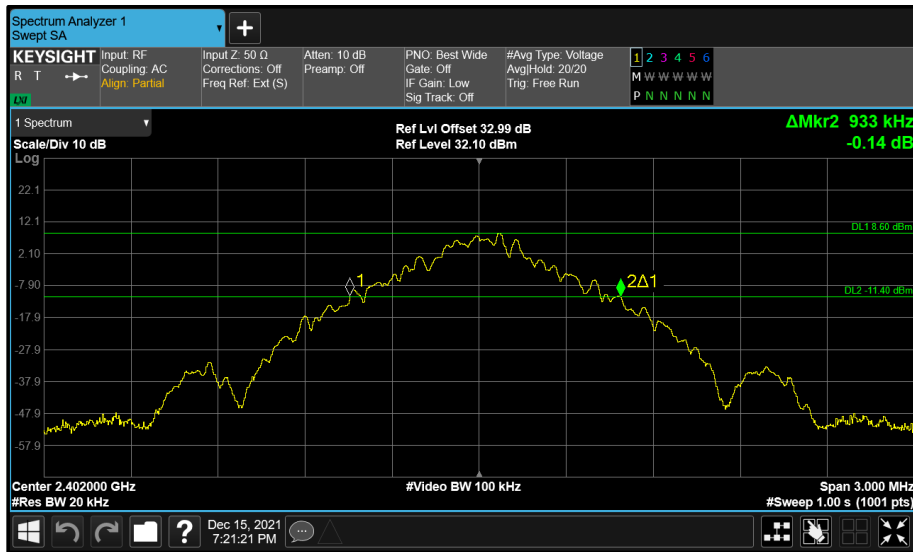 Spectrum Analyzer 1
Swept SA
+
KEYSIGHT
R T
LXI
Input: RF
Coupling: AC
Align: Partial
Input Z: 50 Ω
Corrections: Off
Freq Ref: Ext (S)
Atten: 10 dB
Preamp: Off
PNO: Best Wide
Gate: Off
IF Gain: Low
Sig Track: Off
#Avg Type: Voltage
Avg|Hold: 20/20
Trig: Free Run
1 2 3 4 5 6
M W W W W W
P N N N N N
1 Spectrum
Scale/Div 10 dB
Ref Lvl Offset 32.99 dB
Ref Level 32.10 dBm
ΔMkr2 933 kHz
-0.14 dB
Log
22.1
12.1
DL1 8.60 dBm
2.10
1
2Δ1
-7.90
DL2 -11.40 dBm
-17.9
-27.9
-37.9
-47.9
-57.9
Center 2.402000 GHz
#Video BW 100 kHz
Span 3.000 MHz
#Res BW 20 kHz
#Sweep 1.00 s (1001 pts)
?
Dec 15, 2021
7:21:21 PM